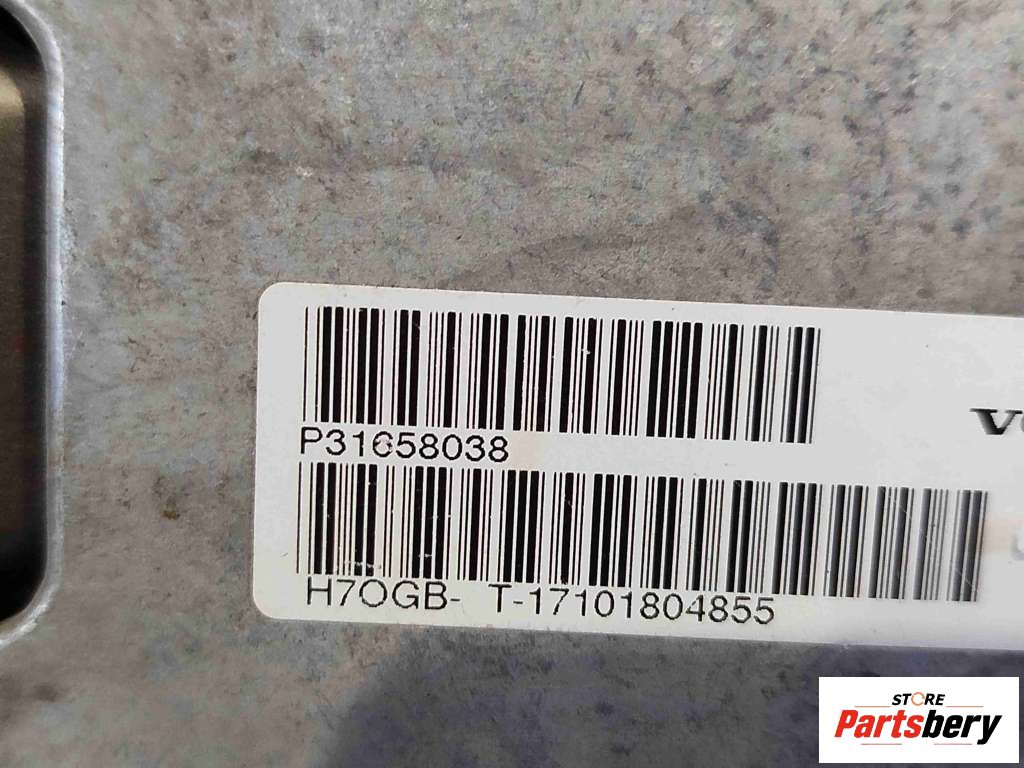 P31658038
H7OGB- T-17101804855
STORE
Partsbery